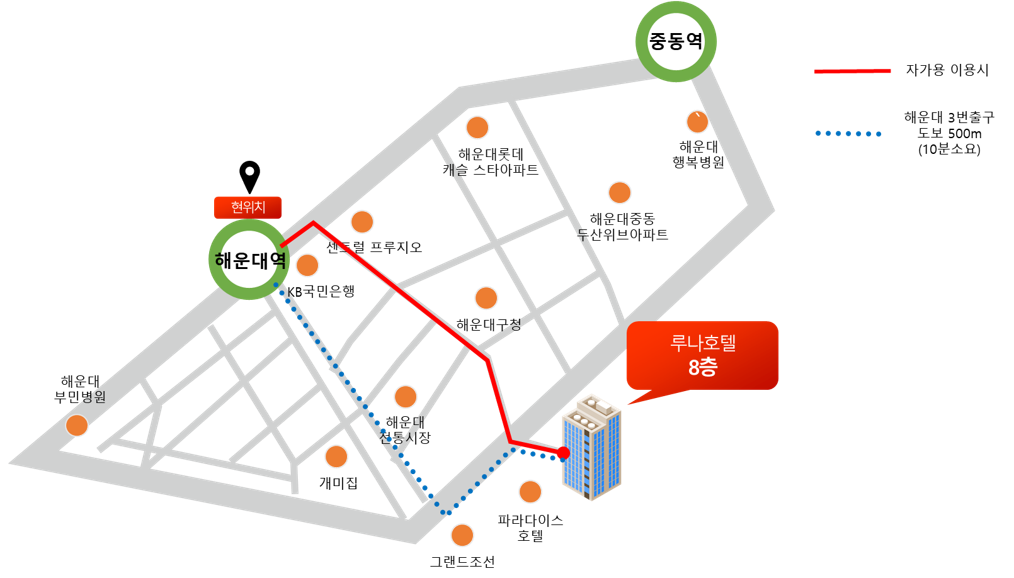 중동역
자가용 이용시
해운대 3번출구
도보 500m
(10분소요)
해운대
행복병원
해운대롯데
캐슬 스타아파트
현위치
해운대중동
두산위브아파트
센트럴 프루지오
해운대역
KB국민은행
해운대구청
루나호텔
8층
해운대
부민병원
해운대
전통시장
개미집
파라다이스
호텔
그랜드조선